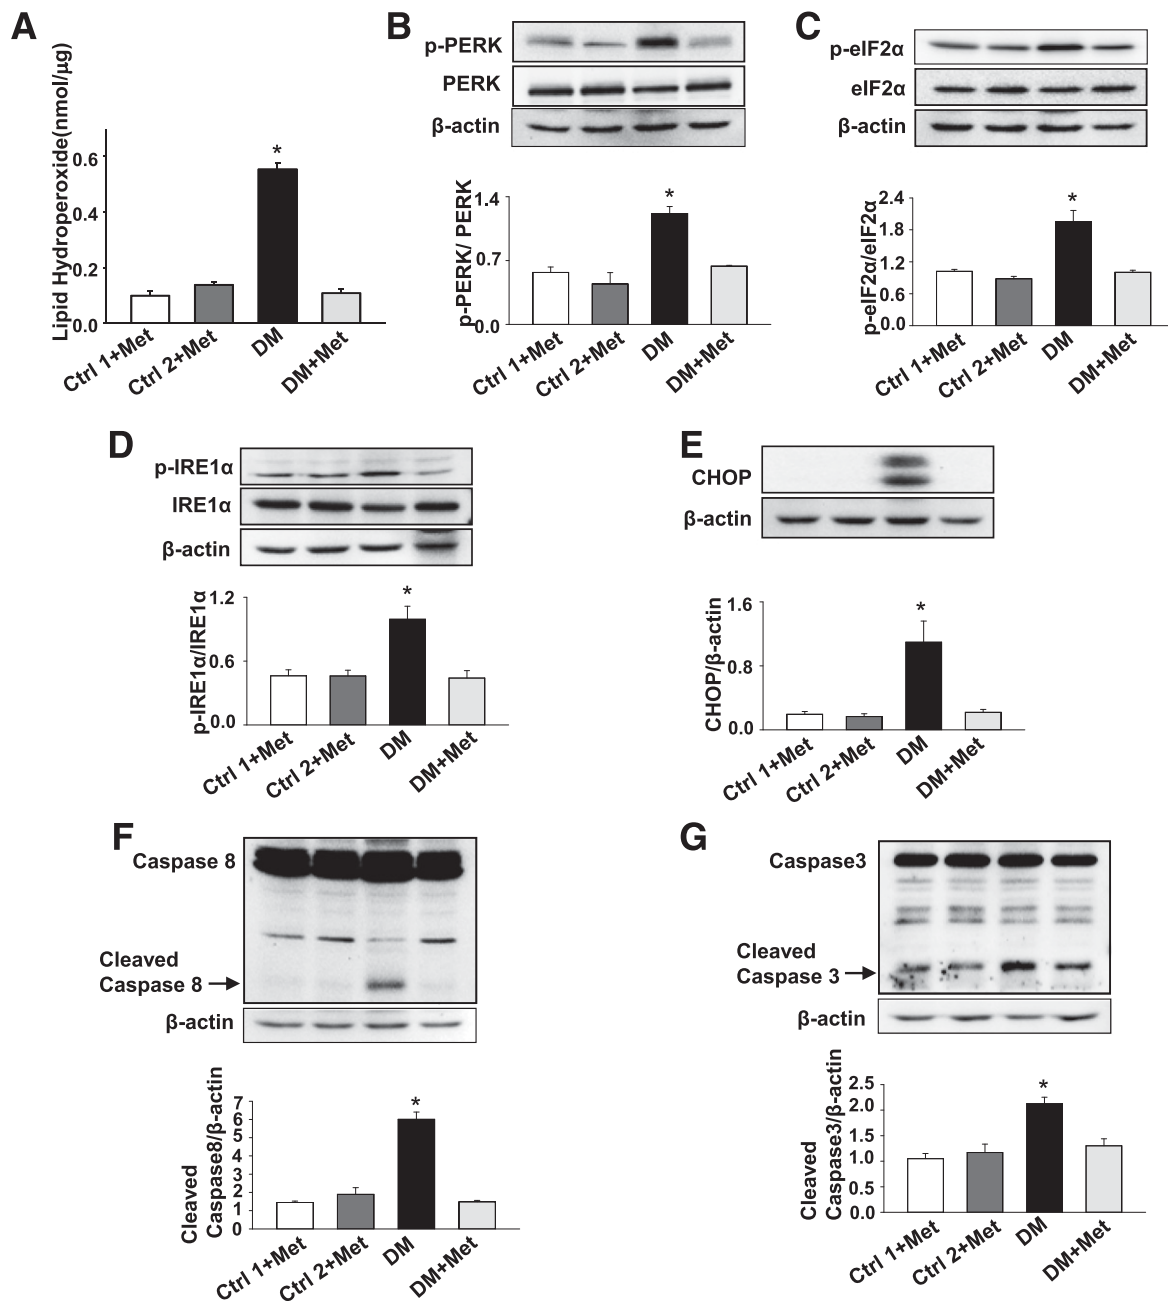 A
Lipid Hydroperoxide(nmol/μg)
0.6
0.4
0.2
0.0
*
Ctrl 1+Met
Ctrl 2+Met
DM
DM+Met
B
p-PERK
PERK
β-actin
p-PERK/ PERK
1.4
0.7
0.0
*
Ctrl 1+Met
Ctrl 2+Met
DM
DM+Met
C
p-eIF2α
eIF2α
β-actin
p-eIF2α/eIF2α
2.4
1.8
1.2
0.6
0.0
*
Ctrl 1+Met
Ctrl 2+Met
DM
DM+Met
D
p-IRE1α
IRE1α
β-actin
p-IRE1α/IRE1α
1.2
0.6
0.0
*
Ctrl 1+Met
Ctrl 2+Met
DM
DM+Met
E
CHOP
β-actin
CHOP/β-actin
1.6
0.8
0.0
*
Ctrl 1+Met
Ctrl 2+Met
DM
DM+Met
F
Caspase 8
Cleaved
Caspase 8
β-actin
Cleaved
Caspase8/β-actin
7
6
5
4
3
2
1
0
*
Ctrl 1+Met
Ctrl 2+Met
DM
DM+Met
G
Caspase3
Cleaved
Caspase 3
β-actin
Cleaved
Caspase3/β-actin
2.5
2.0
1.5
1.0
0.5
0.0
*
Ctrl 1+Met
Ctrl 2+Met
DM
DM+Met